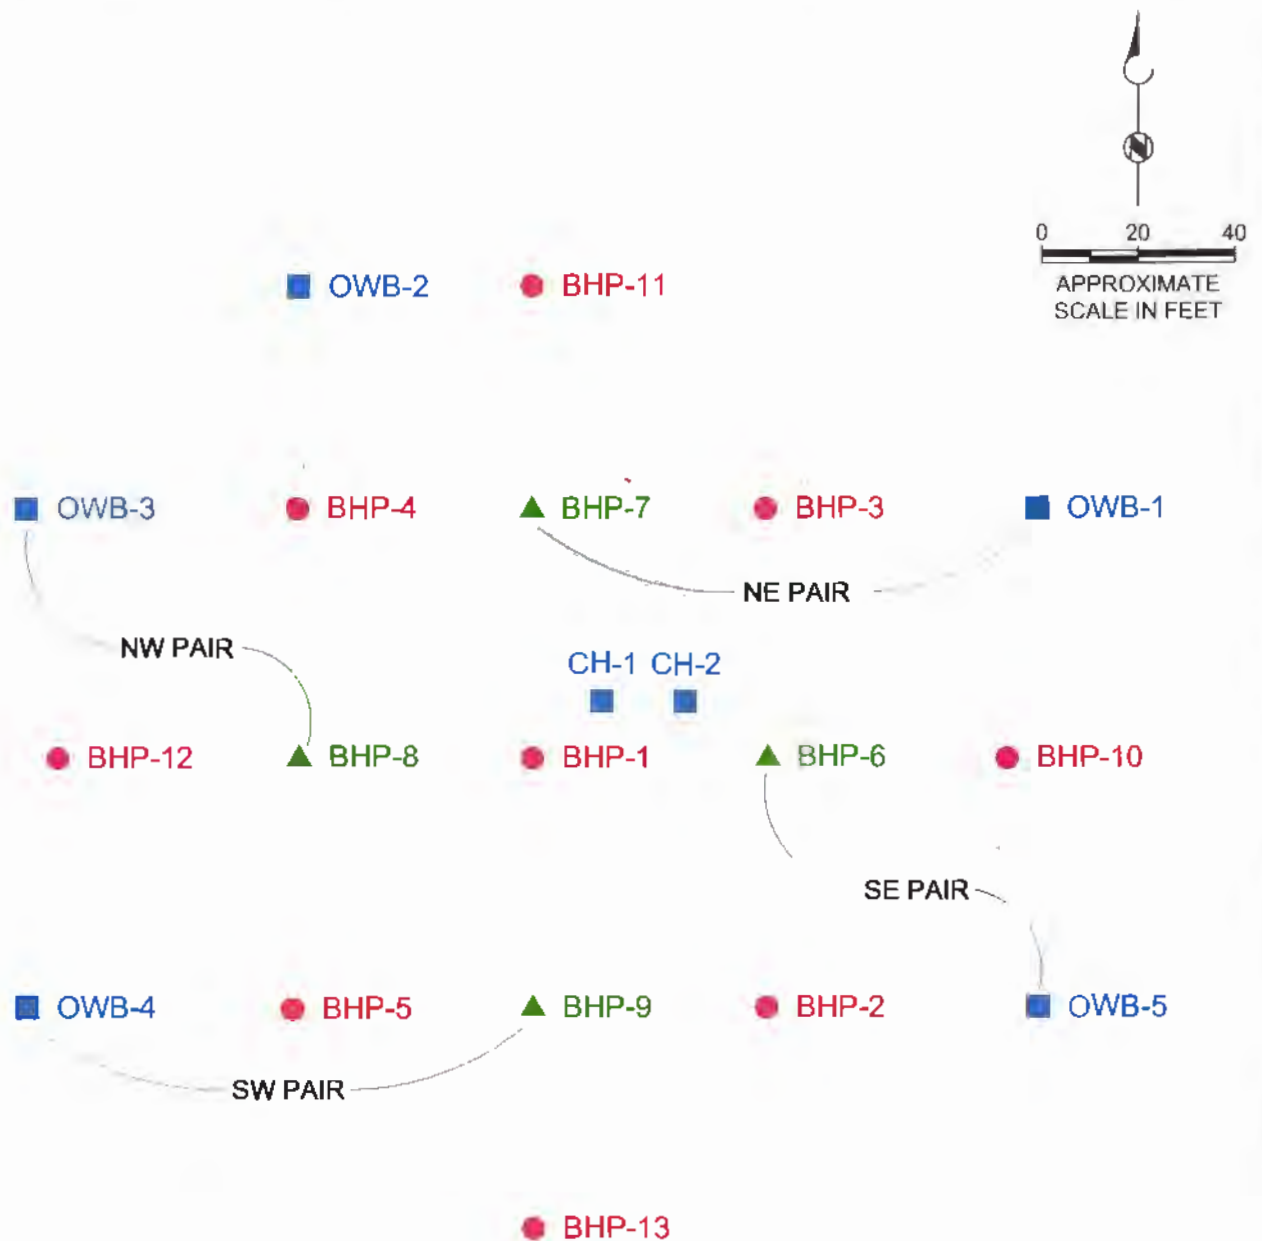 N
0 20 40
APPROXIMATE
SCALE IN FEET
OWB-2 BHP-11
OWB-3 BHP-4 BHP-7 BHP-3 OWB-1
NE PAIR
NW PAIR
CH-1 CH-2
BHP-12 BHP-8 BHP-1 BHP-6 BHP-10
SE PAIR
OWB-4 BHP-5 BHP-9 BHP-2 OWB-5
SW PAIR
BHP-13